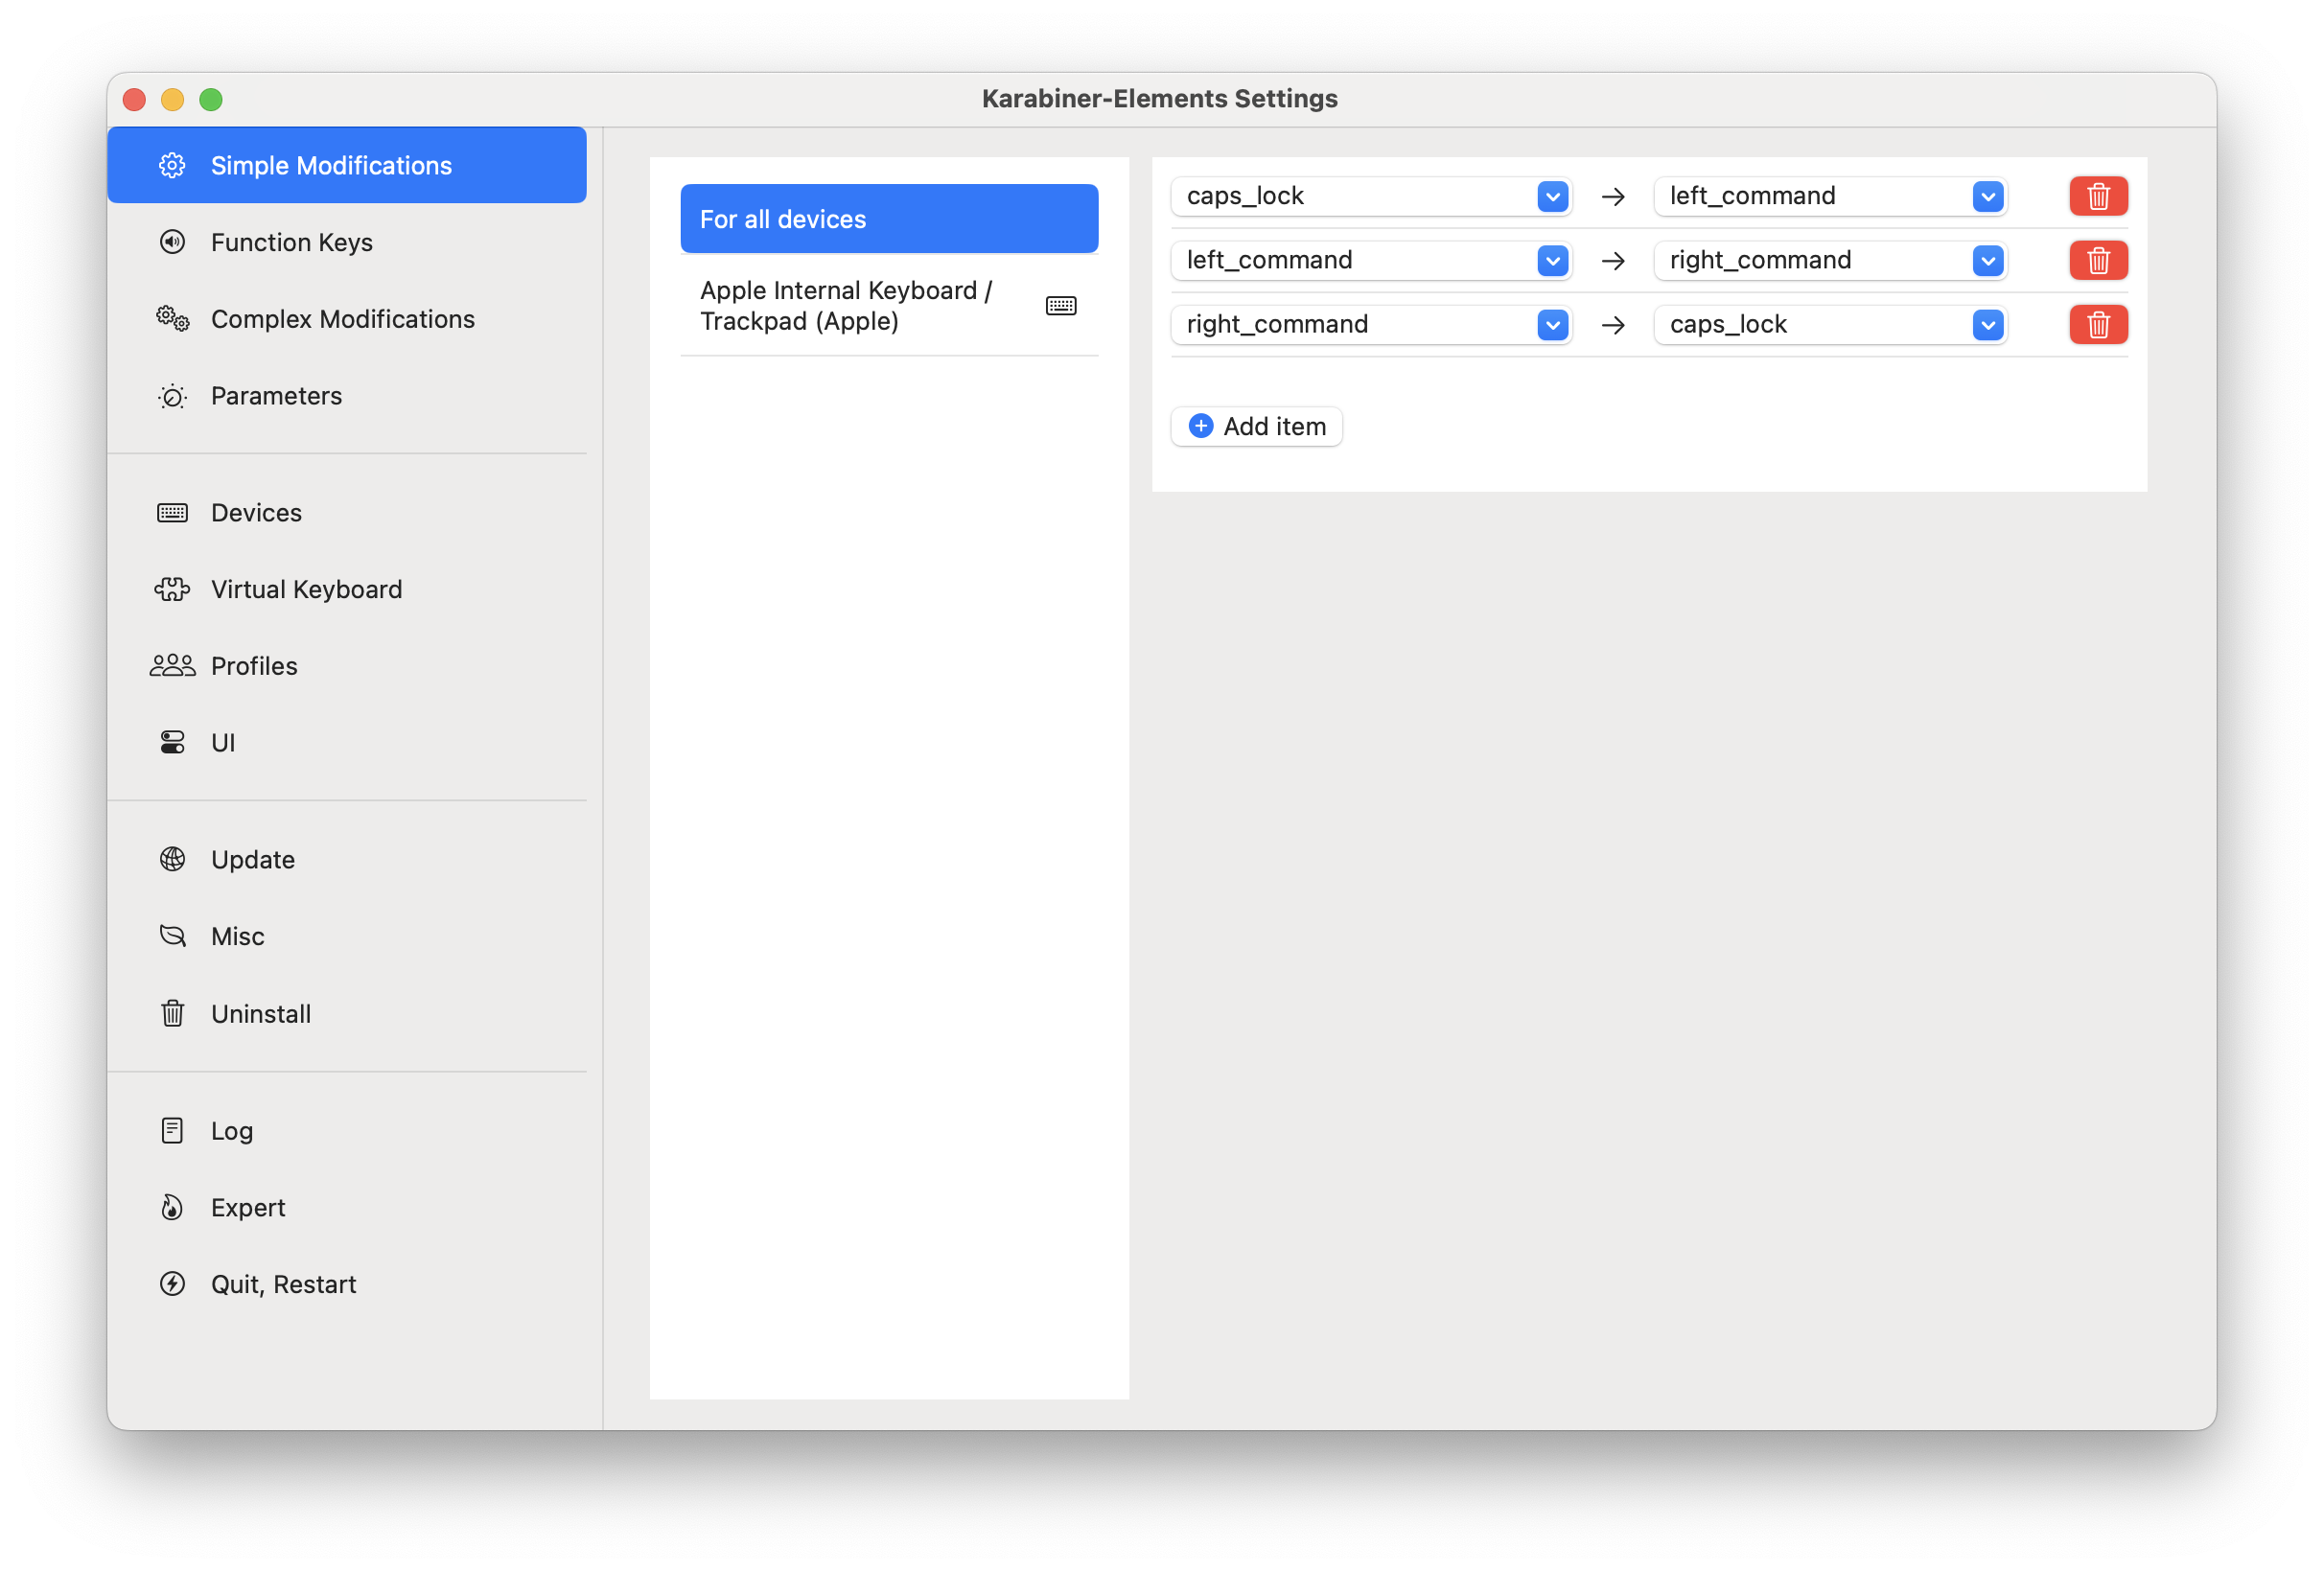 Karabiner-Elements Settings
Simple Modifications
Function Keys
Complex Modifications
Parameters
Devices
Virtual Keyboard
Profiles
UI
Update
Misc
Uninstall
Log
Expert
Quit, Restart
For all devices
Apple Internal Keyboard /
Trackpad (Apple)
caps_lock → left_command
left_command → right_command
right_command → caps_lock
Add item